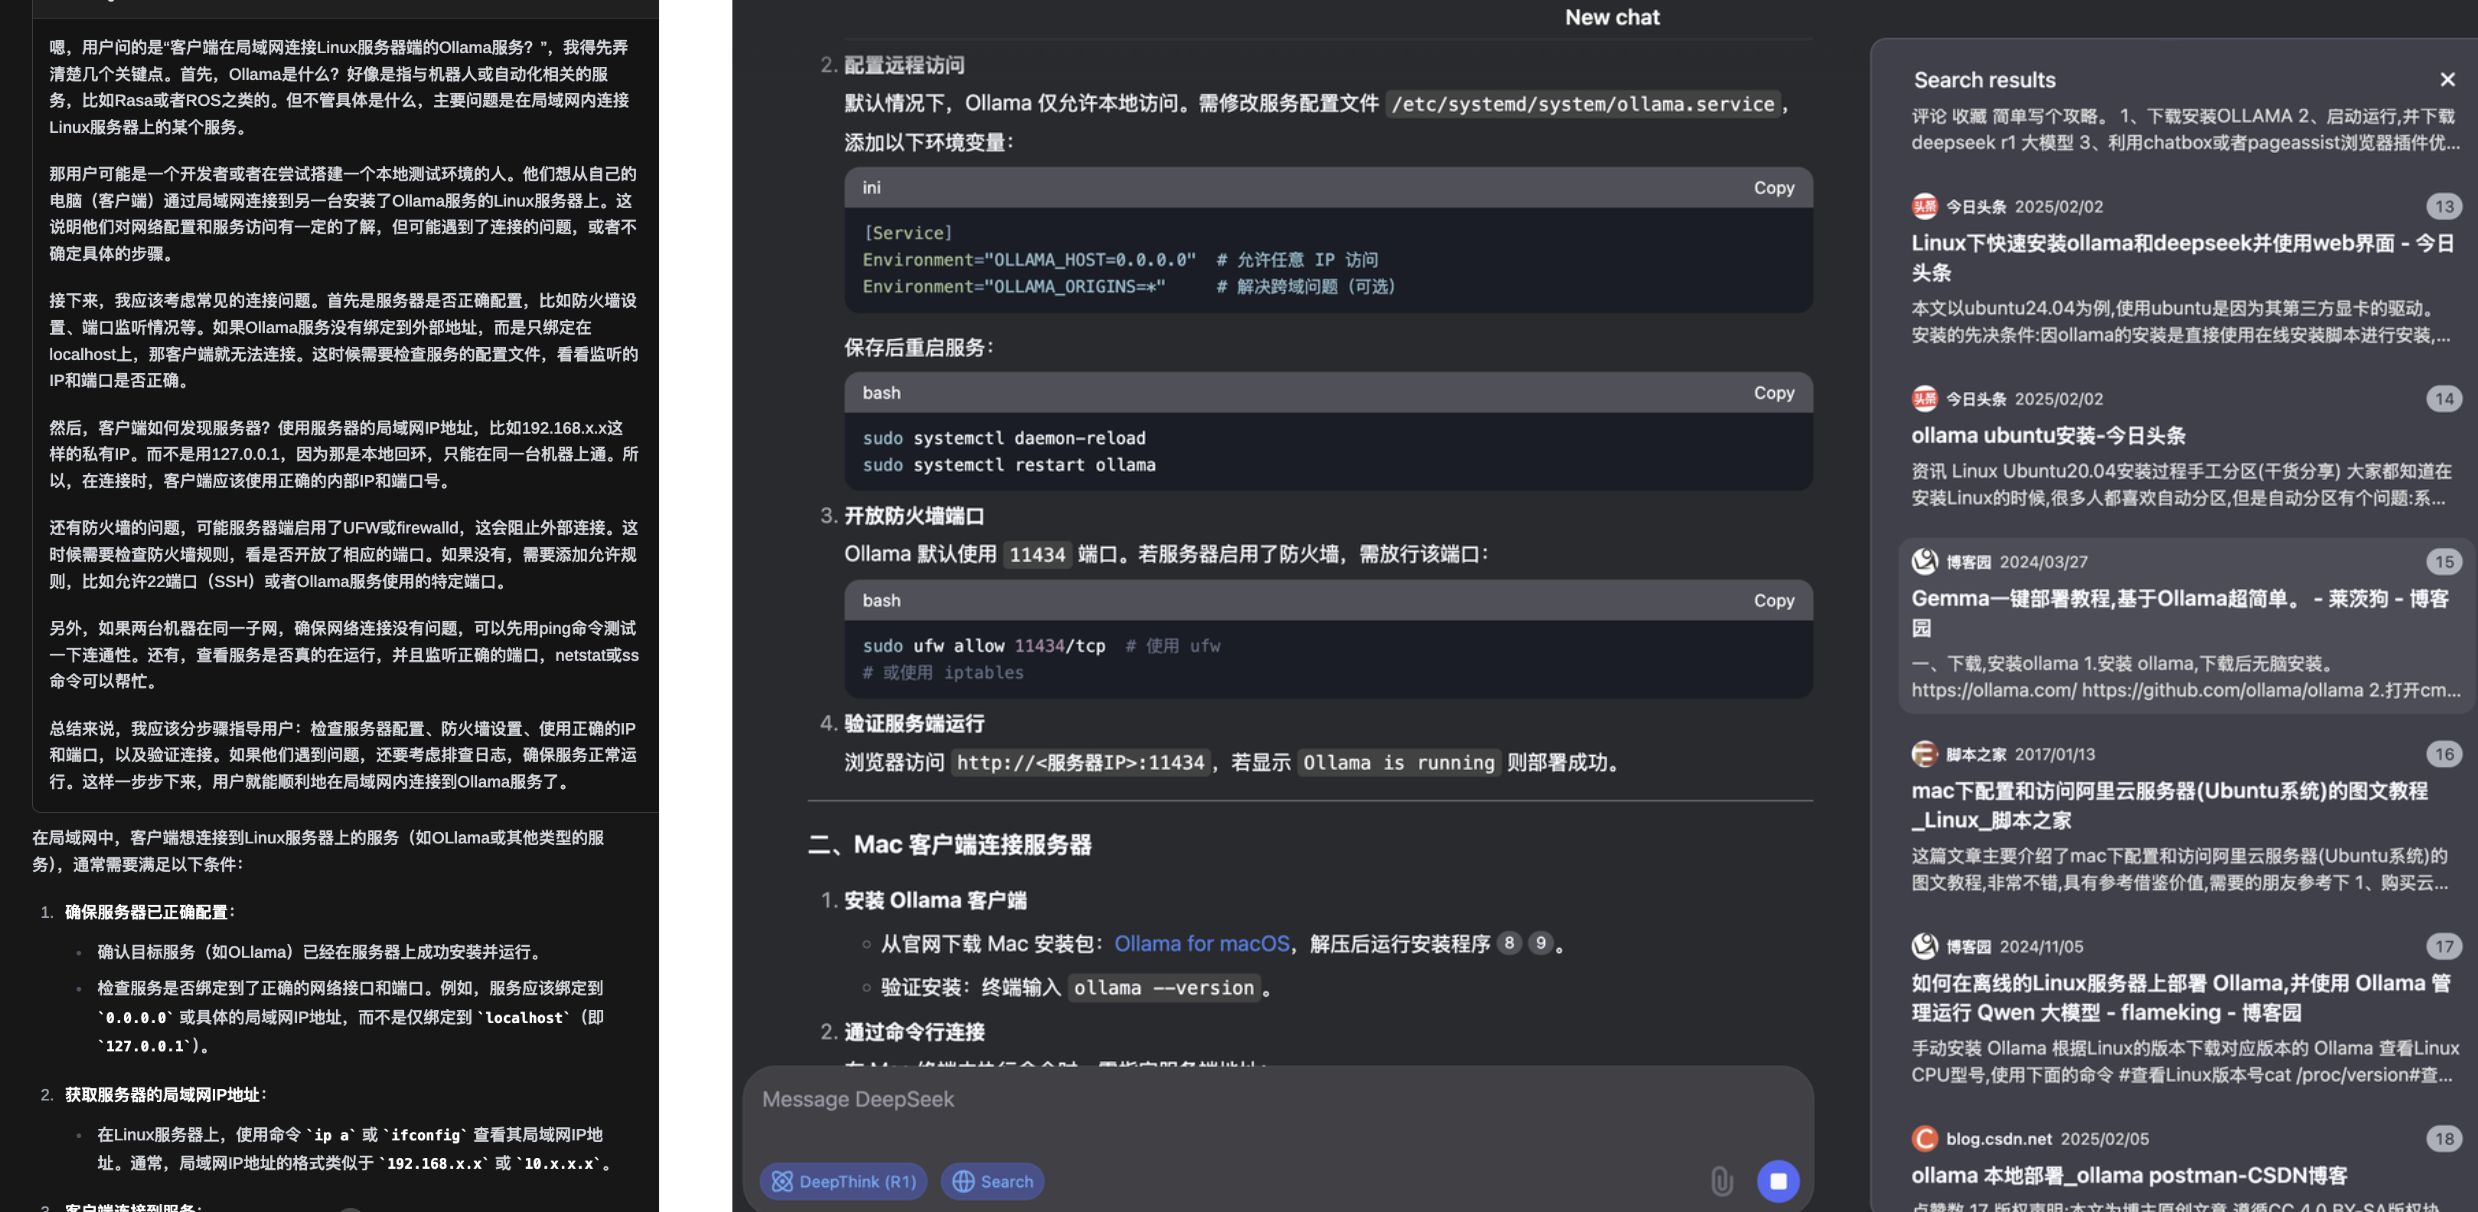 嗯，用户问的是“客户端在局域网连接Linux服务器端的Ollama服务？”，我得先弄
清楚几个关键点。首先，Ollama是什么？好像是指与机器人或自动化相关的服
务，比如Rasa或者ROS之类的。但不管具体是什么，主要问题是在局域网内连接
Linux服务器上的某个服务。
那用户可能是一个开发者或者在尝试搭建一个本地测试环境的人。他们想从自己的
电脑（客户端）通过局域网连接到另一台安装了Ollama服务的Linux服务器上。这
说明他们对网络配置和服务访问有一定的了解，但可能遇到了连接的问题，或者不
确定具体的步骤。
接下来，我应该考虑常见的连接问题。首先是服务器是否正确配置，比如防火墙设
置、端口监听情况等。如果Ollama服务没有绑定到外部地址，而是只绑定在
localhost上，那客户端就无法连接。这时候需要检查服务的配置文件，看看监听的
IP和端口是否正确。
然后，客户端如何发现服务器？使用服务器的局域网IP地址，比如192.168.x.x这
样的私有IP。而不是用127.0.0.1，因为那是本地回环，只能在同一台机器上通。所
以，在连接时，客户端应该使用正确的内部IP和端口号。
还有防火墙的问题，可能服务器端启用了UFW或firewalld，这会阻止外部连接。这
时候需要检查防火墙规则，看是否开放了相应的端口。如果没有，需要添加允许规
则，比如允许22端口（SSH）或者Ollama服务使用的特定端口。
另外，如果两台机器在同一子网，确保网络连接没有问题，可以先用ping命令测试
一下连通性。还有，查看服务是否真的在运行，并且监听正确的端口，netstat或ss
命令可以帮忙。
总结来说，我应该分步骤指导用户：检查服务器配置、防火墙设置、使用正确的IP
和端口，以及验证连接。如果他们遇到问题，还要考虑排查日志，确保服务正常运
行。这样一步步下来，用户就能顺利地在局域网内连接到Ollama服务了。
在局域网中，客户端想连接到Linux服务器上的服务（如OLlama或其他类型的服
务），通常需要满足以下条件：
1. 确保服务器已正确配置：
• 确认目标服务（如OLlama）已经在服务器上成功安装并运行。
• 检查服务是否绑定到了正确的网络接口和端口。例如，服务应该绑定到
`0.0.0.0` 或具体的局域网IP地址，而不是仅绑定到 `localhost`（即
`127.0.0.1`）。
2. 获取服务器的局域网IP地址：
• 在Linux服务器上，使用命令 `ip a` 或 `ifconfig` 查看其局域网IP地
址。通常，局域网IP地址的格式类似于 `192.168.x.x` 或 `10.x.x.x`。
3. 客户端连接到服务：
New chat
2. 配置远程访问
默认情况下，Ollama 仅允许本地访问。需修改服务配置文件 /etc/systemd/system/ollama.service，
添加以下环境变量：
ini Copy
[Service]
Environment="OLLAMA_HOST=0.0.0.0" # 允许任意 IP 访问
Environment="OLLAMA_ORIGINS=*" # 解决跨域问题（可选）
保存后重启服务：
bash Copy
sudo systemctl daemon-reload
sudo systemctl restart ollama
3. 开放防火墙端口
Ollama 默认使用 11434 端口。若服务器启用了防火墙，需放行该端口：
bash Copy
sudo ufw allow 11434/tcp # 使用 ufw
# 或使用 iptables
4. 验证服务端运行
浏览器访问 http://<服务器IP>:11434，若显示 Ollama is running 则部署成功。
二、Mac 客户端连接服务器
1. 安装 Ollama 客户端
◦ 从官网下载 Mac 安装包：Ollama for macOS，解压后运行安装程序 8 9。
◦ 验证安装：终端输入 ollama --version。
2. 通过命令行连接
Message DeepSeek
DeepThink (R1) Search
Search results
评论 收藏 简单写个攻略。 1、下载安装OLLAMA 2、启动运行,并下载
deepseek r1 大模型 3、利用chatbox或者pageassist浏览器插件优...
头条 今日头条 2025/02/02 13
Linux下快速安装ollama和deepseek并使用web界面 - 今日
头条
本文以ubuntu24.04为例,使用ubuntu是因为其第三方显卡的驱动。
安装的先决条件:因ollama的安装是直接使用在线安装脚本进行安装,...
头条 今日头条 2025/02/02 14
ollama ubuntu安装-今日头条
资讯 Linux Ubuntu20.04安装过程手工分区(干货分享) 大家都知道在
安装Linux的时候,很多人都喜欢自动分区,但是自动分区有个问题:系...
博客园 2024/03/27 15
Gemma一键部署教程,基于Ollama超简单。 - 莱茨狗 - 博客
园
一、下载,安装ollama 1.安装 ollama,下载后无脑安装。
https://ollama.com/ https://github.com/ollama/ollama 2.打开cm...
脚本之家 2017/01/13 16
mac下配置和访问阿里云服务器(Ubuntu系统)的图文教程
_Linux_脚本之家
这篇文章主要介绍了mac下配置和访问阿里云服务器(Ubuntu系统)的
图文教程,非常不错,具有参考借鉴价值,需要的朋友参考下 1、购买云...
博客园 2024/11/05 17
如何在离线的Linux服务器上部署 Ollama,并使用 Ollama 管
理运行 Qwen 大模型 - flameking - 博客园
手动安装 Ollama 根据Linux的版本下载对应版本的 Ollama 查看Linux
CPU型号,使用下面的命令 #查看Linux版本号cat /proc/version#查...
blog.csdn.net 2025/02/05 18
ollama 本地部署_ollama postman-CSDN博客